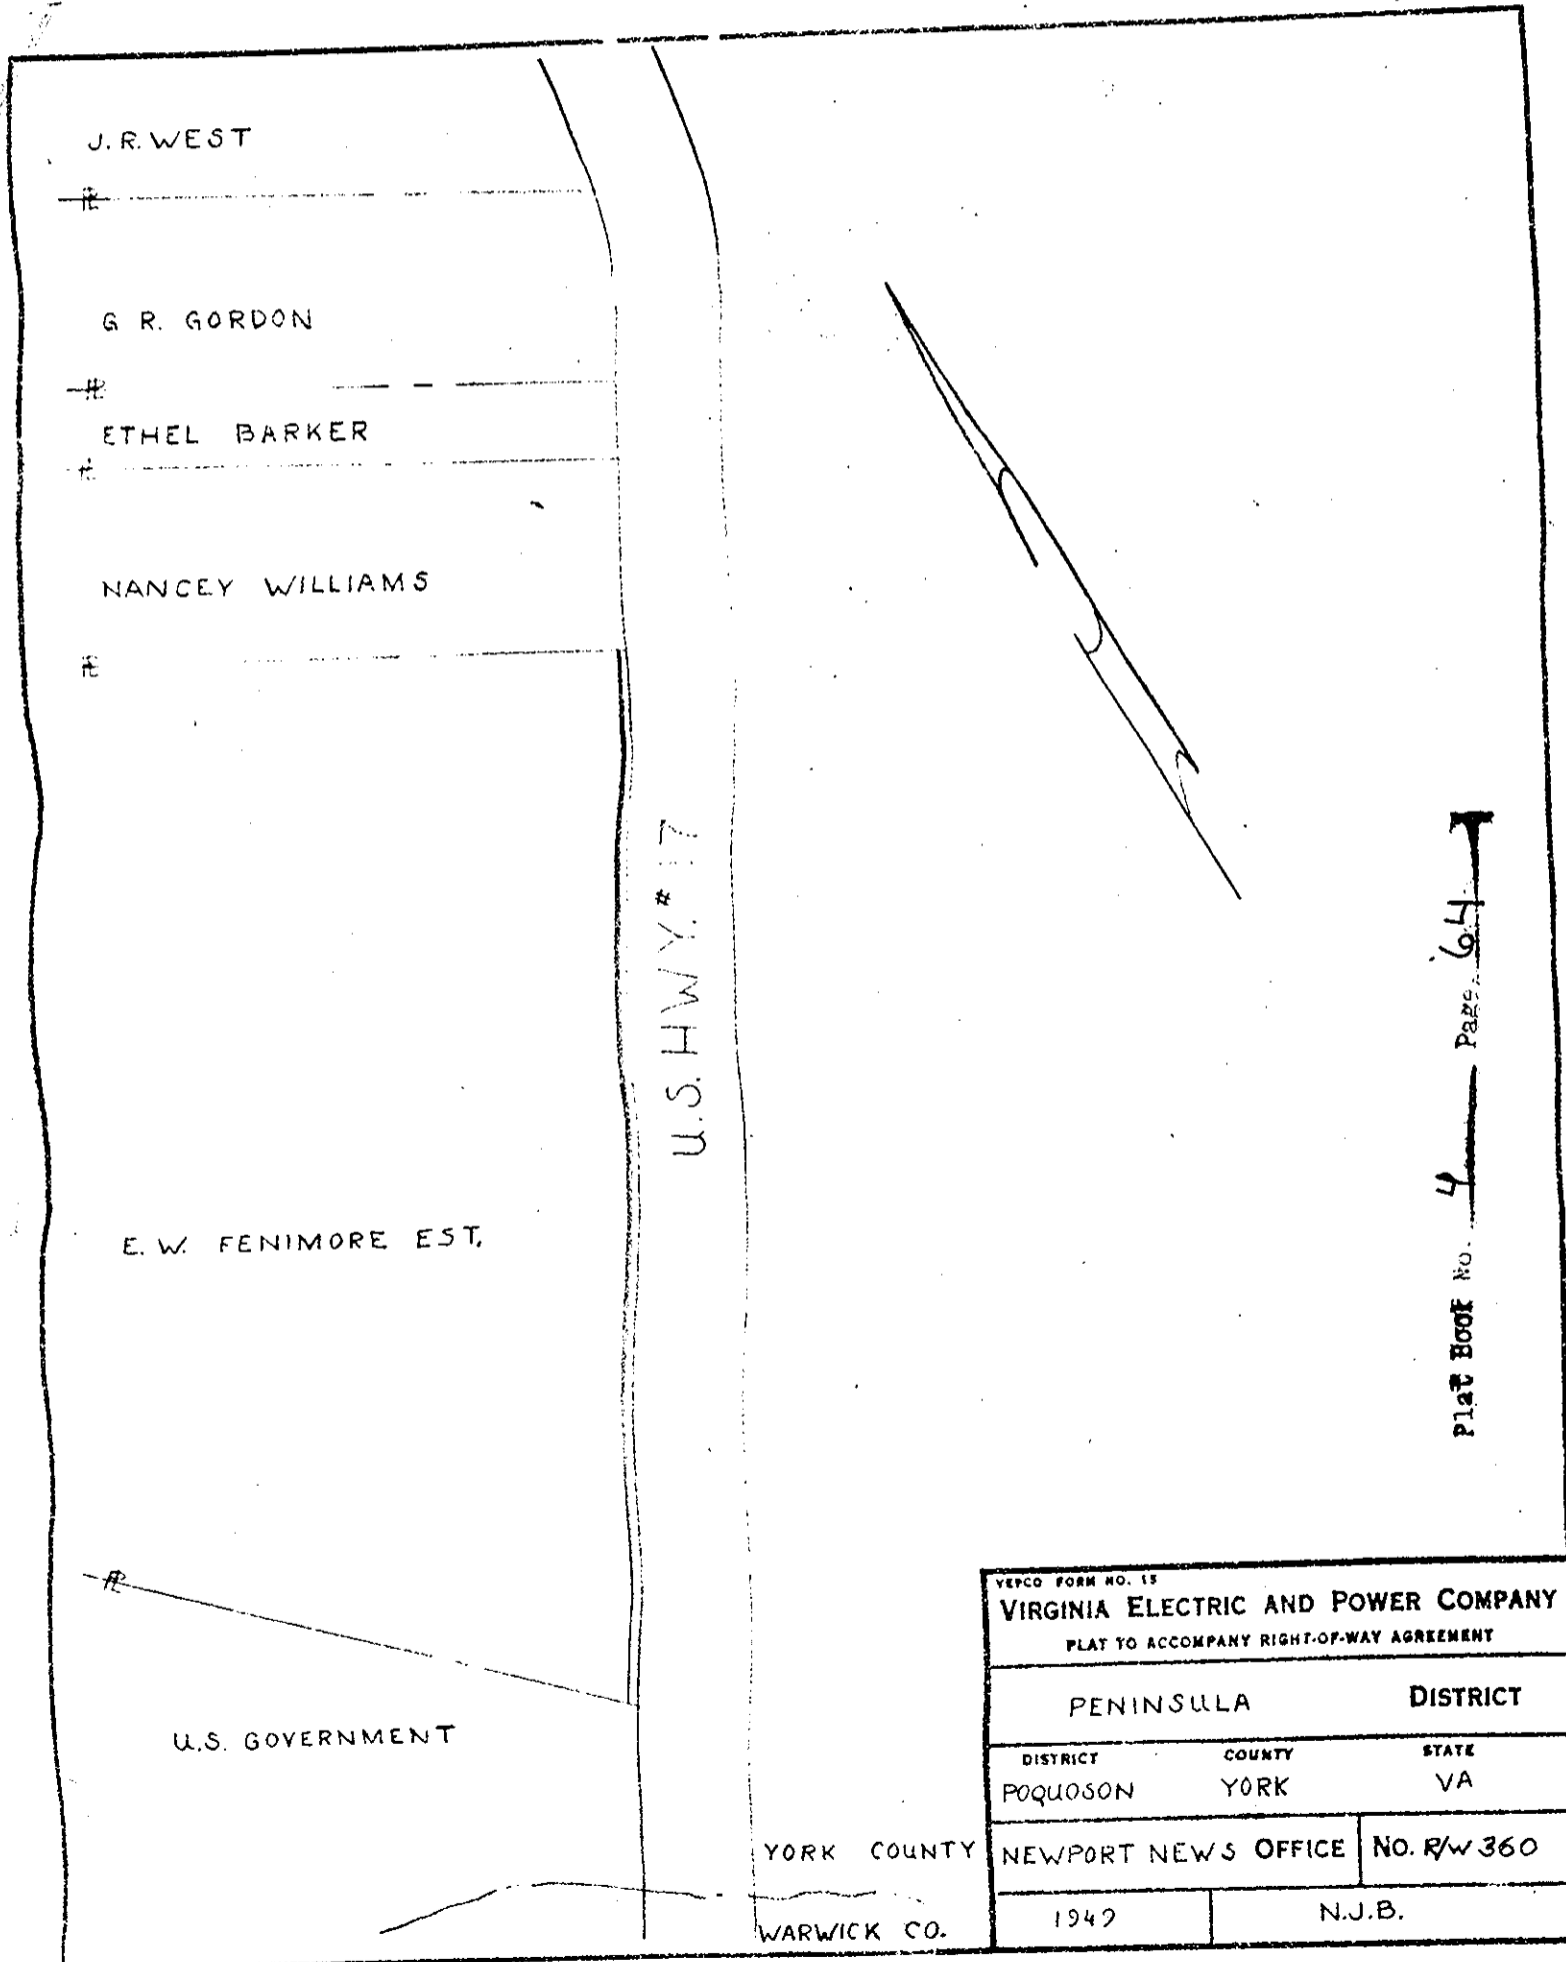 J. R. WEST
G R. GORDON
ETHEL BARKER
NANCEY WILLIAMS
U.S. HWY. # 17
E. W. FENIMORE EST.
U.S. GOVERNMENT
YORK COUNTY
WARWICK CO.
Plat Book No. 4 Page 64
VEPCO FORM NO. 15
VIRGINIA ELECTRIC AND POWER COMPANY
PLAT TO ACCOMPANY RIGHT-OF-WAY AGREEMENT
PENINSULA DISTRICT
DISTRICT COUNTY STATE
POQUOSON YORK VA
NEWPORT NEWS OFFICE NO. R/W 360
1949 N.J.B.